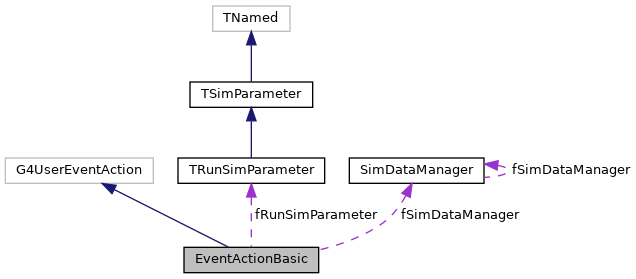 TNamed
TSimParameter
G4UserEventAction
TRunSimParameter
SimDataManager
fSimDataManager
fRunSimParameter
fSimDataManager
EventActionBasic